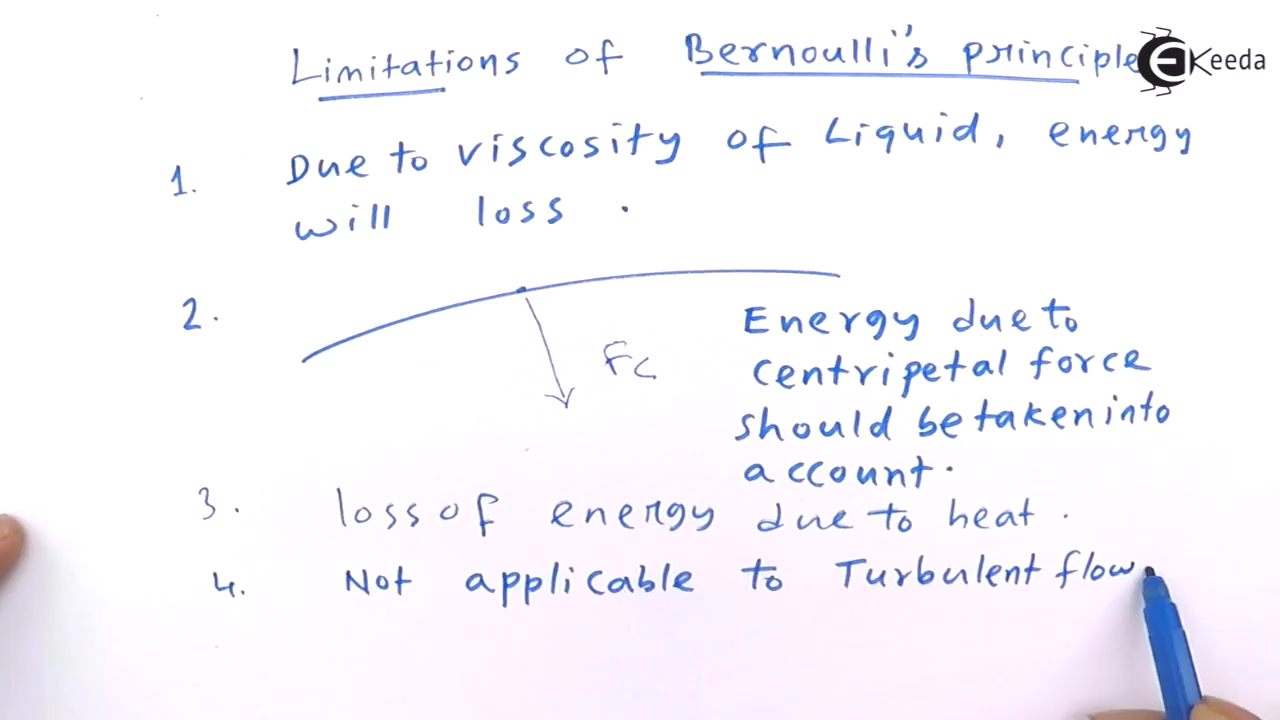 Limitations of Bernoulli's principle
Keeda
1. Due to viscosity of Liquid, energy
will loss .
2.
Fc
Energy due to
centripetal force
should be taken into
account.
3. loss of energy due to heat .
4. Not applicable to Turbulent flow